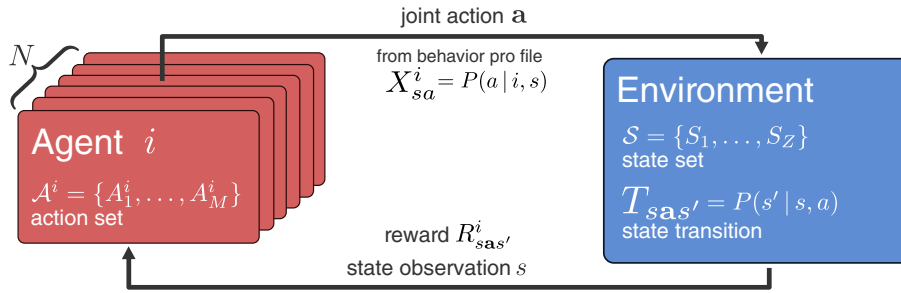 joint action 𝐚
from behavior pro file
X^i_{sa} = P(a | i, s)
N
Agent i
𝒜^i = {A^i_1, . . . , A^i_M}
action set
Environment
𝒮 = {S_1, . . . , S_Z}
state set
T_{s𝐚s′} = P(s′ | s, a)
state transition
reward R^i_{s𝐚s′}
state observation s